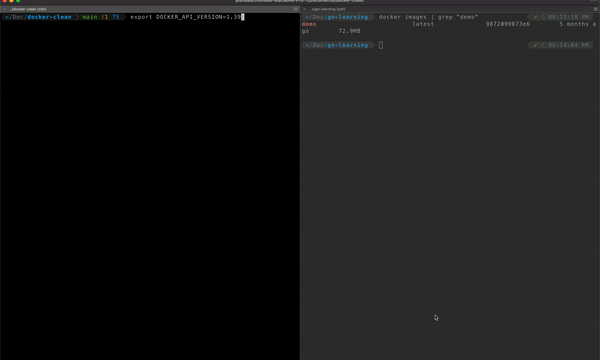 ../docker-clean (zsh)
~/Doc/docker-clean main !1 ?5 export DOCKER_API_VERSION=1.39
../go-learning (zsh)
~/Doc/go-learning docker images | grep "demo" ✔ 08:13:29 PM
demo latest 9872099873e6 5 months a
go 72.9MB
~/Doc/go-learning ✔ 08:14:04 PM